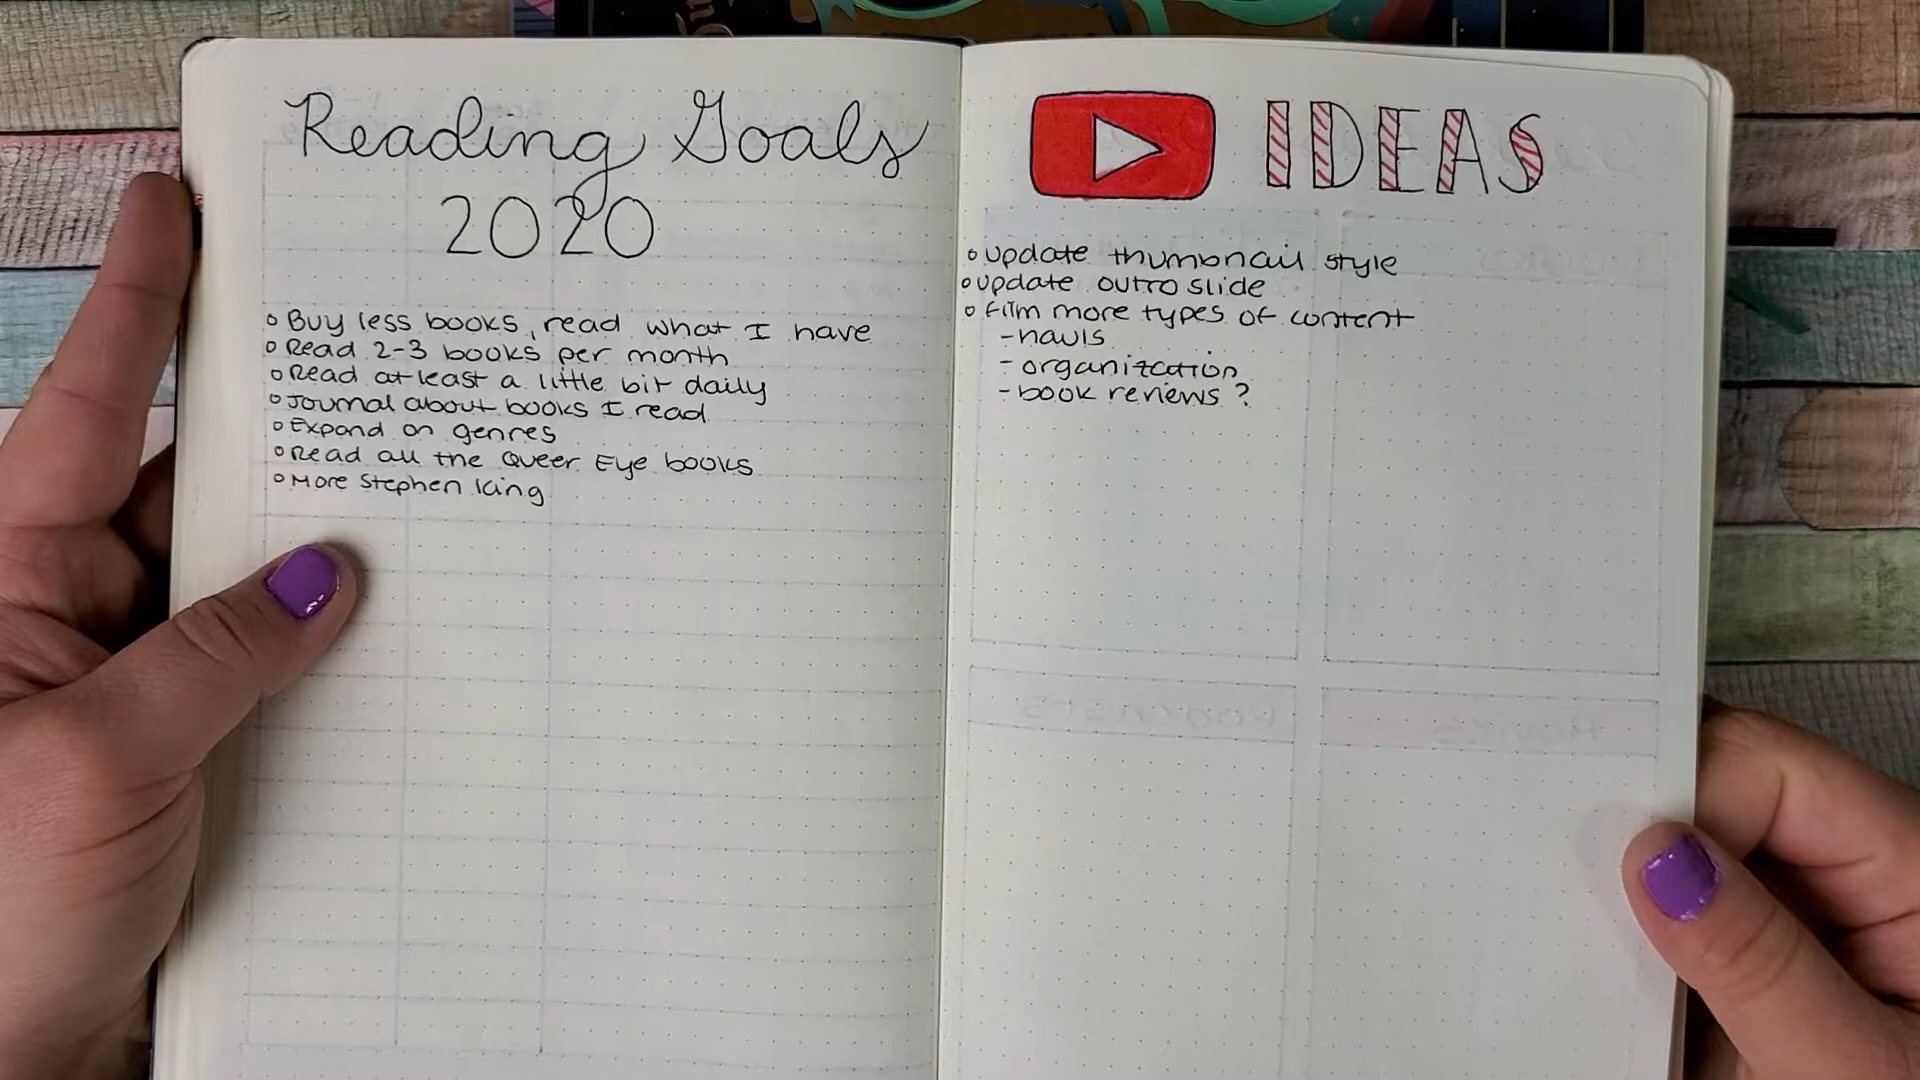 Reading Goals
2020
Buy less books, read what I have
Read 2-3 books per month
Read at least a little bit daily
Journal about books I read
Expand on genres
Read all the Queer Eye books
More Stephen King
IDEAS
update thumbnail style
update outro slide
Film more types of content
-hauls
-organization
-book reviews?